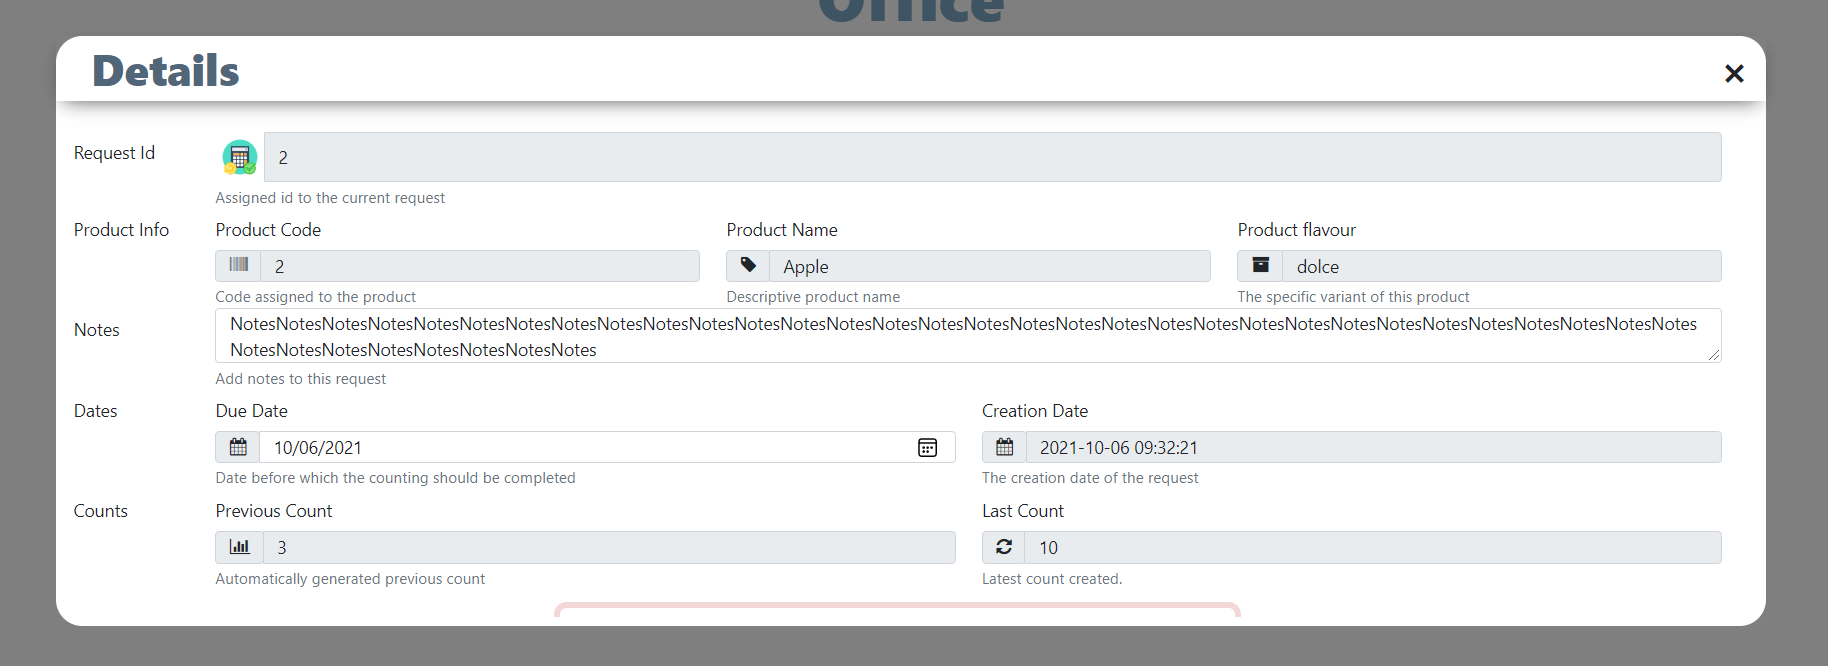 Office
Details
Request Id
2
Assigned id to the current request
Product Info
Product Code
Product Name
Product flavour
2
Apple
dolce
Code assigned to the product
Descriptive product name
The specific variant of this product
Notes
NotesNotesNotesNotesNotesNotesNotesNotesNotesNotesNotesNotesNotesNotesNotesNotesNotesNotesNotesNotesNotesNotesNotesNotesNotesNotesNotesNotesNotesNotesNotesNotes
NotesNotesNotesNotesNotesNotesNotesNotes
Add notes to this request
Dates
Due Date
Creation Date
10/06/2021
2021-10-06 09:32:21
Date before which the counting should be completed
The creation date of the request
Counts
Previous Count
Last Count
3
10
Automatically generated previous count
Latest count created.